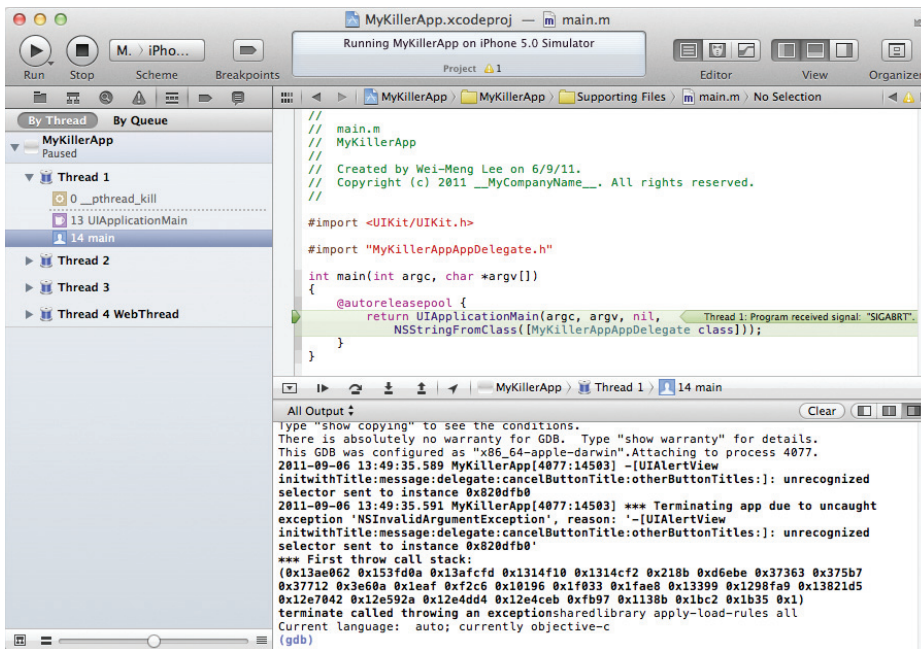 MyKillerApp.xcodeproj — m main.m
M. › iPho...
Running MyKillerApp on iPhone 5.0 Simulator
Project 1
Run Stop Scheme Breakpoints Editor View Organizer
MyKillerApp › MyKillerApp › Supporting Files › m main.m › No Selection
By Thread By Queue
MyKillerApp
Paused
Thread 1
0 __pthread_kill
13 UIApplicationMain
14 main
Thread 2
Thread 3
Thread 4 WebThread
//
// main.m
// MyKillerApp
//
// Created by Wei-Meng Lee on 6/9/11.
// Copyright (c) 2011 __MyCompanyName__. All rights reserved.
//
#import <UIKit/UIKit.h>
#import "MyKillerAppAppDelegate.h"
int main(int argc, char *argv[])
{
@autoreleasepool {
return UIApplicationMain(argc, argv, nil, Thread 1: Program received signal: "SIGABRT".
NSStringFromClass([MyKillerAppAppDelegate class]));
}
}
MyKillerApp › Thread 1 › 14 main
All Output Clear
Type "show copying" to see the conditions.
There is absolutely no warranty for GDB. Type "show warranty" for details.
This GDB was configured as "x86_64-apple-darwin".Attaching to process 4077.
2011-09-06 13:49:35.589 MyKillerApp[4077:14503] -[UIAlertView
initwithTitle:message:delegate:cancelButtonTitle:otherButtonTitles:]: unrecognized
selector sent to instance 0x820dfb0
2011-09-06 13:49:35.591 MyKillerApp[4077:14503] *** Terminating app due to uncaught
exception 'NSInvalidArgumentException', reason: '-[UIAlertView
initwithTitle:message:delegate:cancelButtonTitle:otherButtonTitles:]: unrecognized
selector sent to instance 0x820dfb0'
*** First throw call stack:
(0x13ae062 0x153fd0a 0x13afcfd 0x1314f10 0x1314cf2 0x218b 0xd6ebe 0x37363 0x375b7
0x37712 0x3e60a 0x1eaf 0xf2c6 0x10196 0x1f033 0x1fae8 0x13399 0x1298fa9 0x13821d5
0x12e7042 0x12e592a 0x12e4dd4 0x12e4ceb 0xfb97 0x1138b 0x1bc2 0x1b35 0x1)
terminate called throwing an exceptionsharedlibrary apply-load-rules all
Current language: auto; currently objective-c
(gdb)